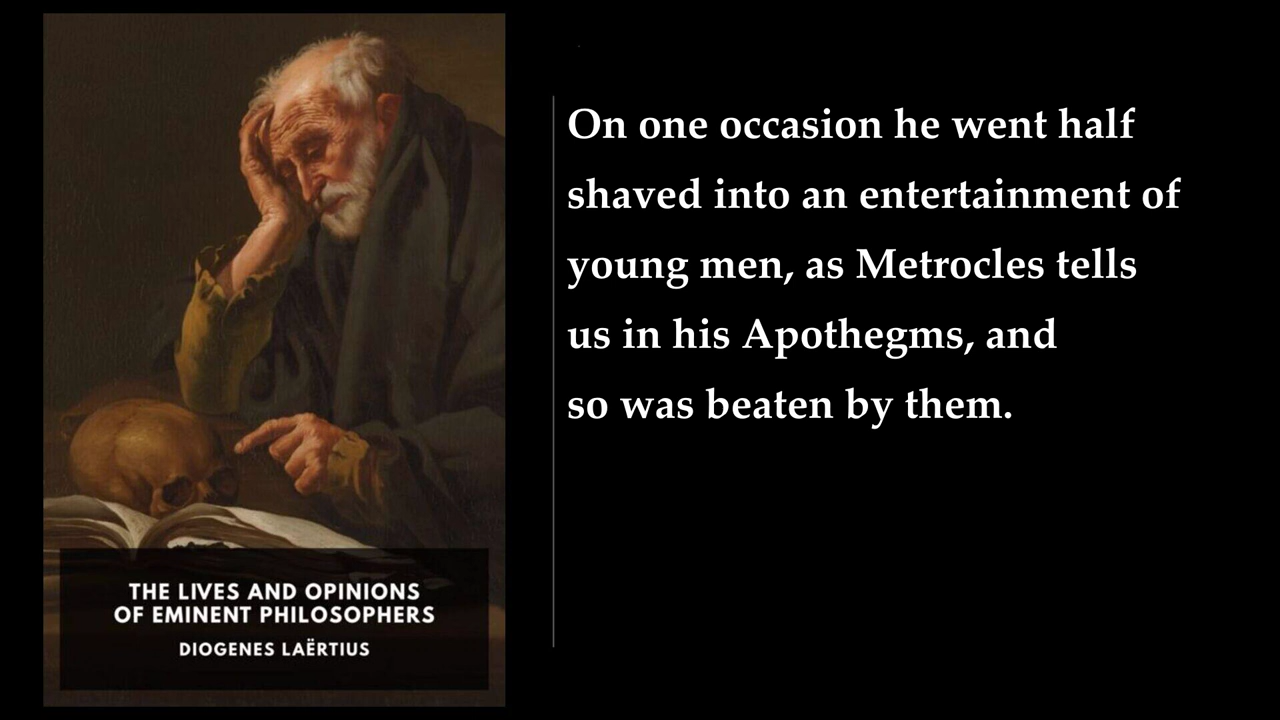 THE LIVES AND OPINIONS
OF EMINENT PHILOSOPHERS
DIOGENES LAËRTIUS
On one occasion he went half
shaved into an entertainment of
young men, as Metrocles tells
us in his Apothegms, and
so was beaten by them.